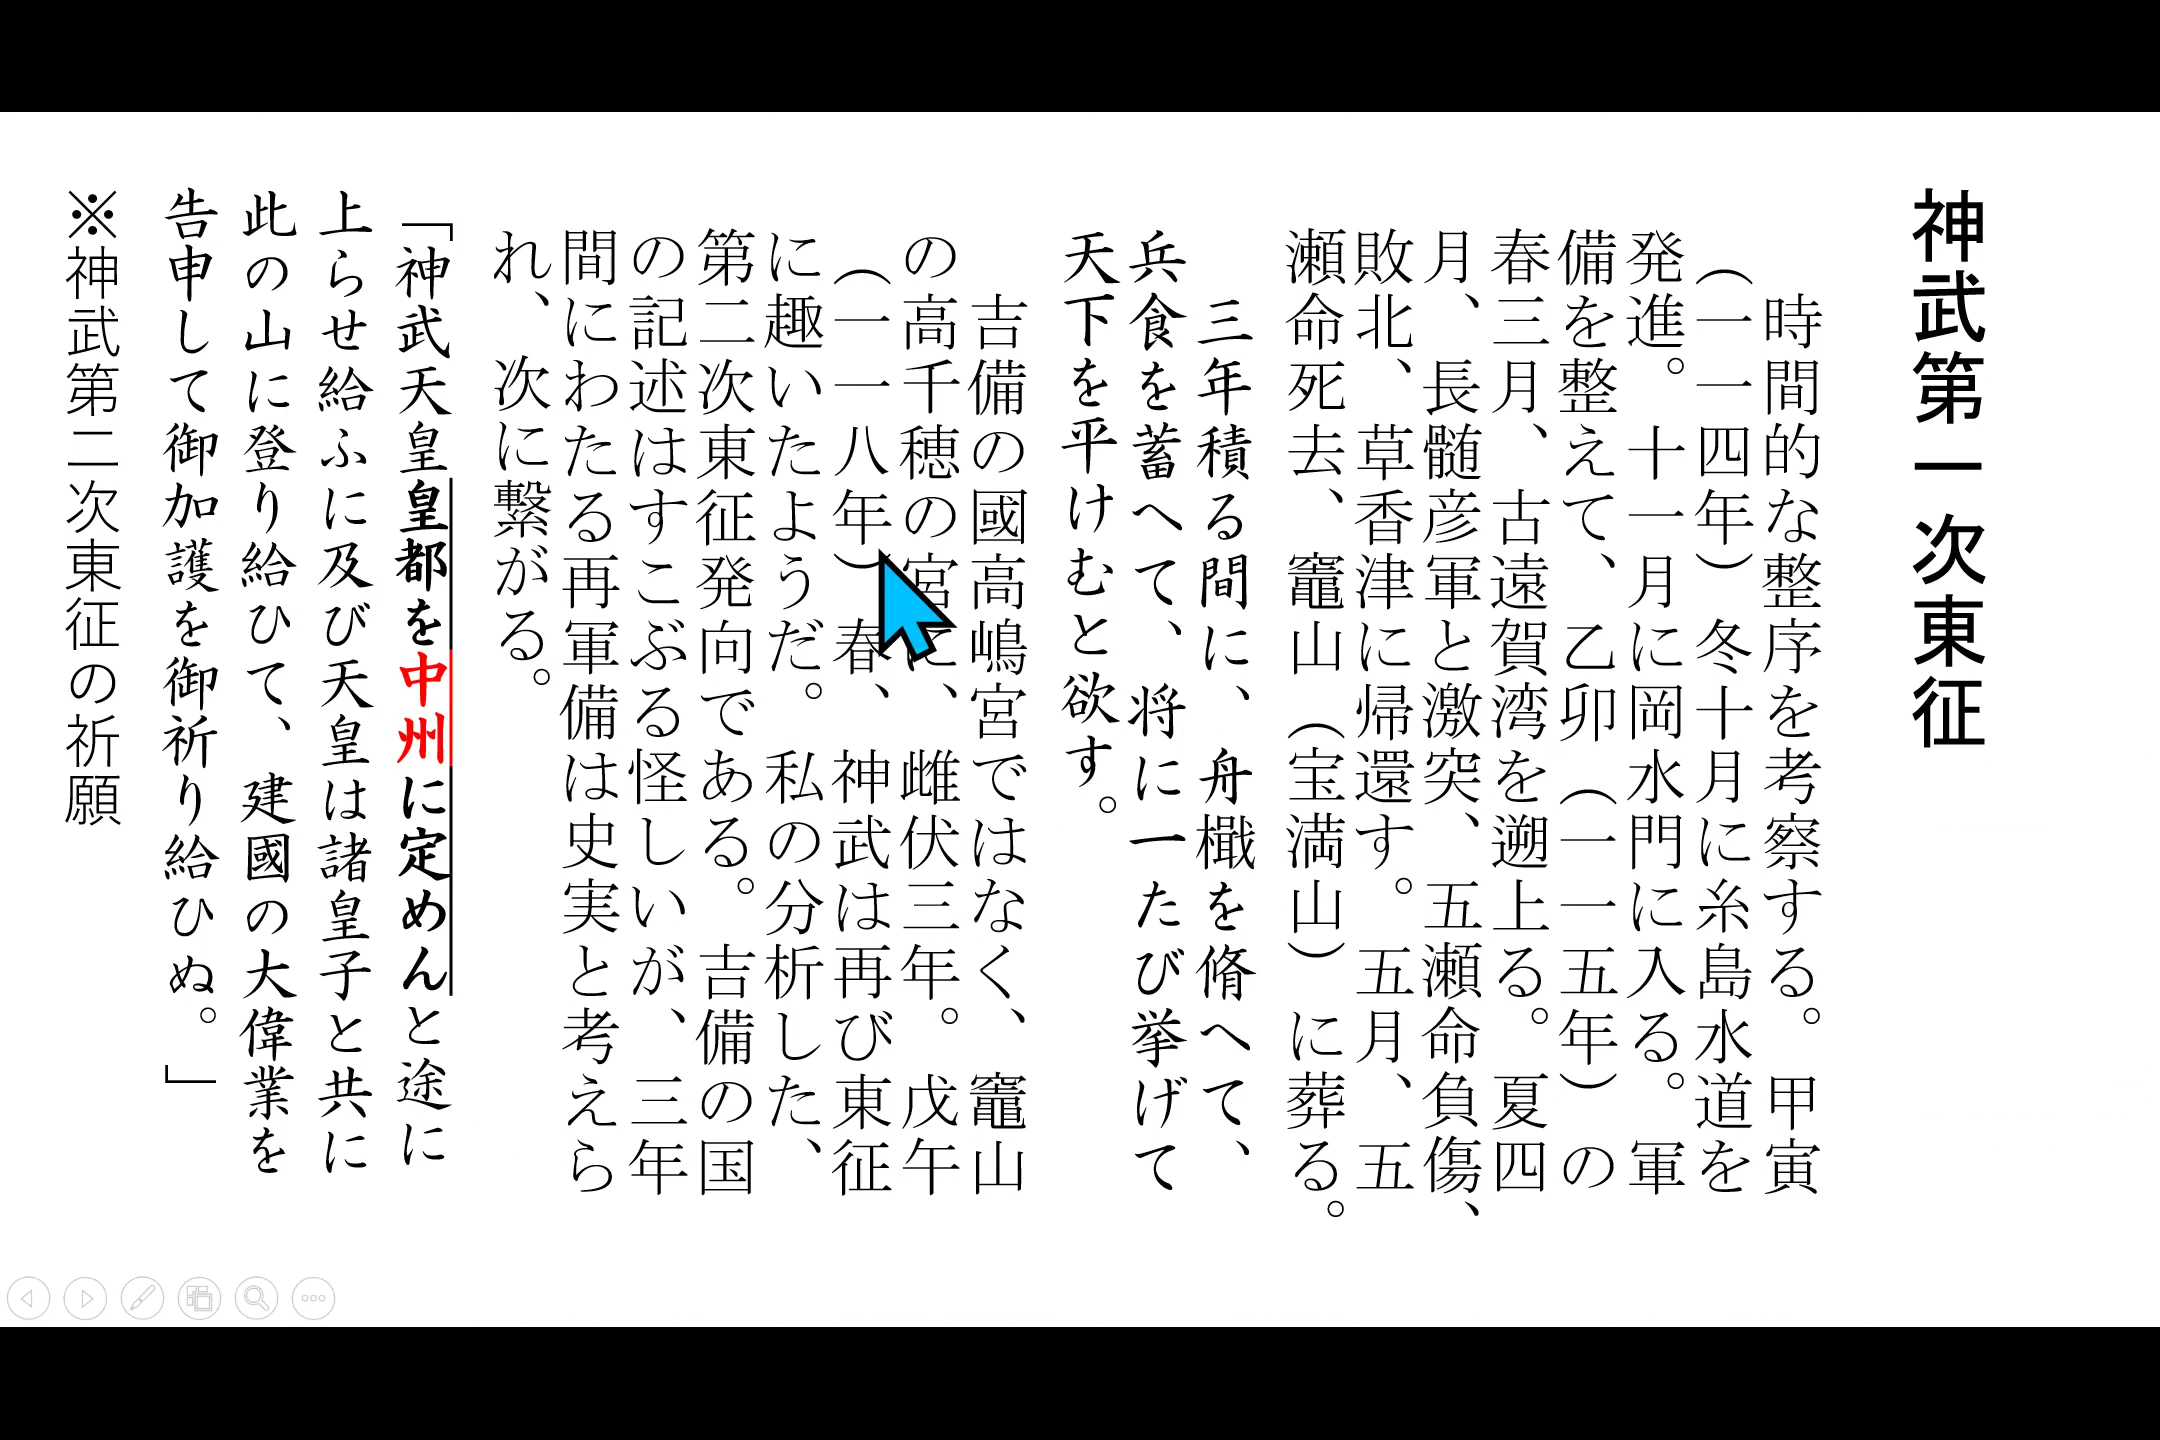 神武第一次東征
時間的な整序を考察する。甲寅
(一一四年)冬十月に糸島水道を
発進。十一月に岡水門に入る。軍
備を整えて、乙卯(一一五年)の
春三月、古遠賀湾を遡上る。夏四
月、長髄彦軍と激突、五瀬命負傷、
敗北、草香津に帰還す。五月、五
瀬命死去、竈山(宝満山)に葬る。
三年積る間に、舟檝を脩へて、
兵食を蓄へて、将に一たび挙げて
天下を平けむと欲す。
吉備の國高嶋宮ではなく、竈山
の高千穂の宮に、雌伏三年。戊午
(一一八年)春、神武は再び東征
に趣いたようだ。私の分析した、
第二次東征発向である。吉備の国
の記述はすこぶる怪しいが、三年
間にわたる再軍備は史実と考えら
れ、次に繋がる。
「神武天皇皇都を中州に定めんと途に
上らせ給ふに及び天皇は諸皇子と共に
此の山に登り給ひて、建國の大偉業を
告申して御加護を御祈り給ひぬ。」
※神武第二次東征の祈願